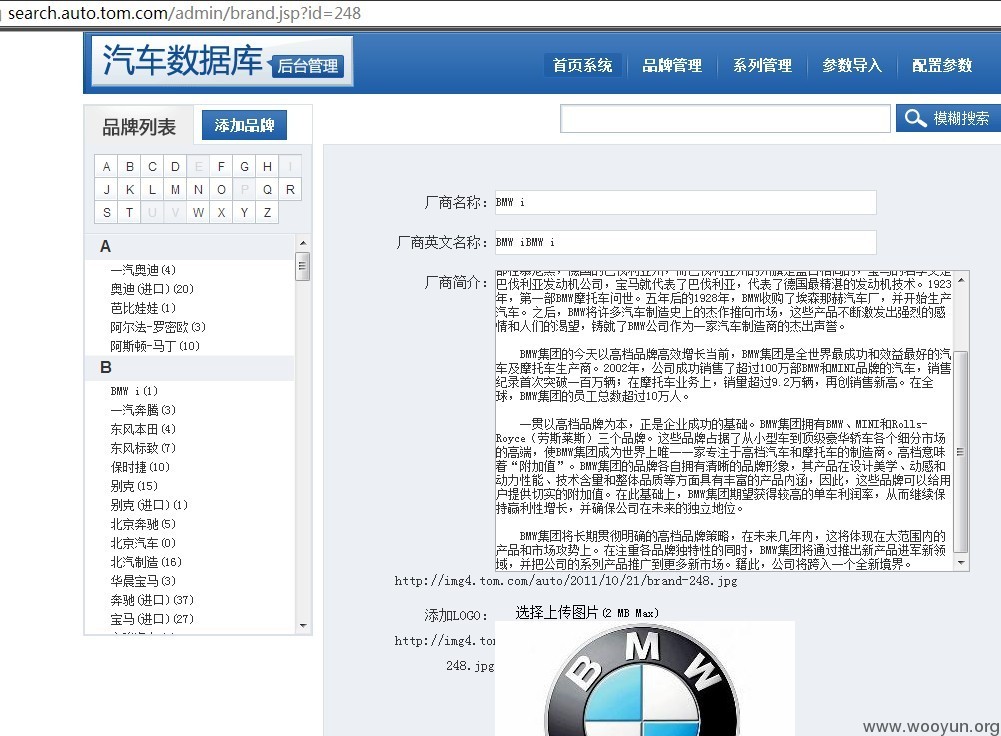 search.auto.tom.com/admin/brand.jsp?id=248
汽车数据库 后台管理
首页系统 品牌管理 系列管理 参数导入 配置参数
品牌列表 添加品牌
模糊搜索
A B C D E F G H I
J K L M N O P Q R
S T U V W X Y Z
A
一汽奥迪(4)
奥迪(进口)(20)
芭比娃娃(1)
阿尔法-罗密欧(3)
阿斯顿-马丁(10)
B
BMW i(1)
一汽奔腾(3)
东风本田(4)
东风标致(7)
保时捷(10)
别克(15)
别克(进口)(1)
北京奔驰(5)
北京汽车(0)
北汽制造(16)
华晨宝马(3)
奔驰(进口)(37)
宝马(进口)(27)
厂商名称: BMW i
厂商英文名称: BMW iBMW i
厂商简介:
巴伐利亚发动机公司，宝马就代表了巴伐利亚，代表了德国最精湛的发动机技术。1923
年，第一部BMW摩托车问世。五年后的1928年，BMW收购了埃森那赫汽车厂，并开始生产
汽车。之后，BMW将许多汽车制造史上的杰作推向市场，这些产品不断激发出强烈的感
情和人们的渴望，铸就了BMW公司作为一家汽车制造商的杰出声誉。
BMW集团的今天以高档品牌高效增长当前，BMW集团是全世界最成功和效益最好的汽
车及摩托车生产商。2002年，公司成功销售了超过100万部BMW和MINI品牌的汽车，销售
纪录首次突破一百万辆；在摩托车业务上，销量超过9.2万辆，再创销售新高。在全
球，BMW集团的员工总数超过10万人。
一贯以高档品牌为本，正是企业成功的基础。BMW集团拥有BMW、MINI和Rolls-
Royce（劳斯莱斯）三个品牌。这些品牌占据了从小型车到顶级豪华轿车各个细分市场
的高端，使BMW集团成为世界上唯一一家专注于高档汽车和摩托车的制造商。高档意味
着“附加值”。BMW集团的品牌各自拥有清晰的品牌形象，其产品在设计美学、动感和
动力性能、技术含量和整体品质等方面具有丰富的产品内涵，因此，这些品牌可以给用
户提供切实的附加值。在此基础上，BMW集团期望获得较高的单车利润率，从而继续保
持赢利性增长，并确保公司在未来的独立地位。
BMW集团将长期贯彻明确的高档品牌策略，在未来几年内，这将体现在大范围内的
产品和市场攻势上。在注重各品牌独特性的同时，BMW集团将通过推出新产品进军新领
域，并把公司的系列产品推广到更多新市场。藉此，公司将跨入一个全新境界。
http://img4.tom.com/auto/2011/10/21/brand-248.jpg
添加LOGO: 选择上传图片(2 MB Max)
http://img4.to
248.jpg
BMW
www.wooyun.org